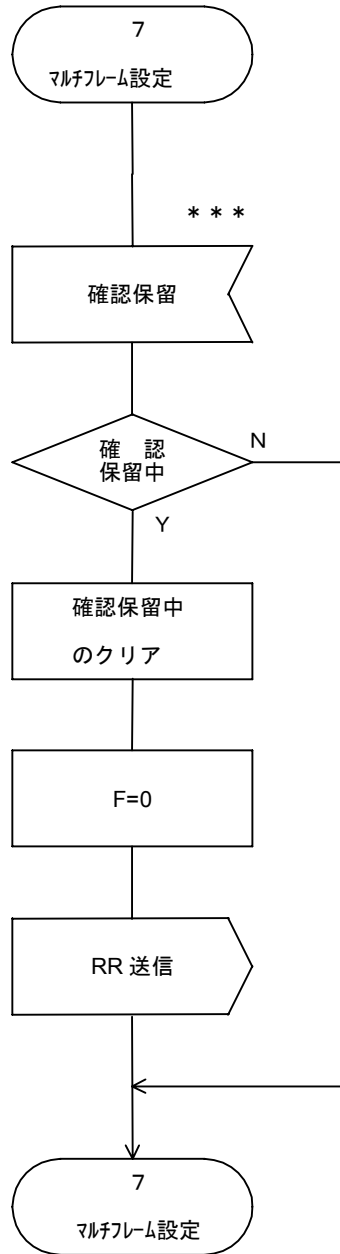 7
マルチフレーム設定
* * *
確認保留
確 認
保留中
N
Y
確認保留中
のクリア
F=0
RR 送信
7
マルチフレーム設定